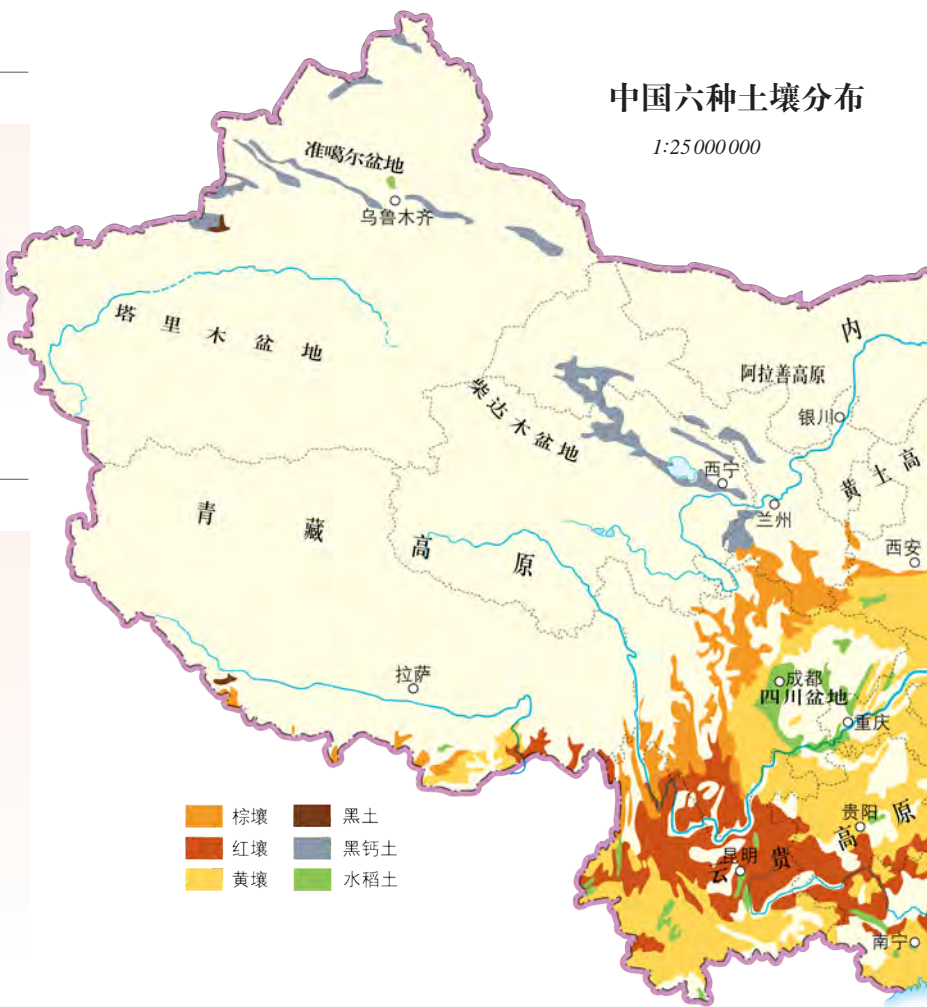 中国六种土壤分布
1:25000000
准噶尔盆地
乌鲁木齐
塔里木盆地
内
阿拉善高原
柴达木盆地
银川
西宁
黄土高
兰州
青藏高原
西安
拉萨
成都
四川盆地
重庆
棕壤
黑土
红壤
黑钙土
黄壤
水稻土
贵阳
云贵高原
昆明
南宁